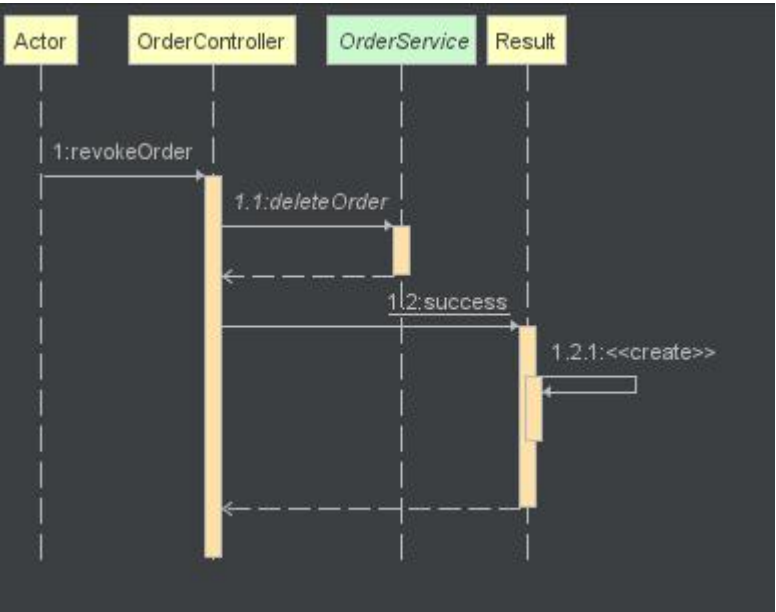 Actor
OrderController
OrderService
Result
1:revokeOrder
1.1:deleteOrder
1.2:success
1.2.1:<<create>>